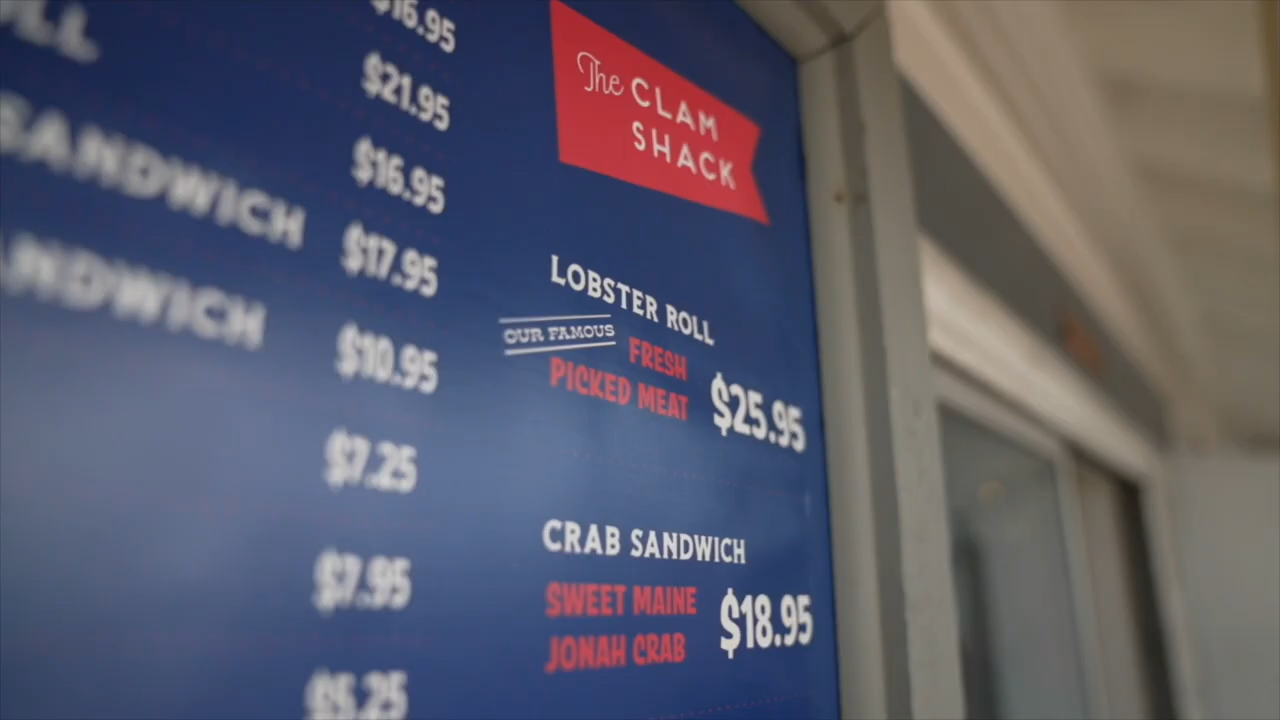 $16.95
$21.95
$16.95
SANDWICH $17.95
SANDWICH $10.95
$7.25
$7.95
$5.25
The CLAM
SHACK
LOBSTER ROLL
OUR FAMOUS
FRESH
PICKED MEAT
$25.95
CRAB SANDWICH
SWEET MAINE
JONAH CRAB
$18.95